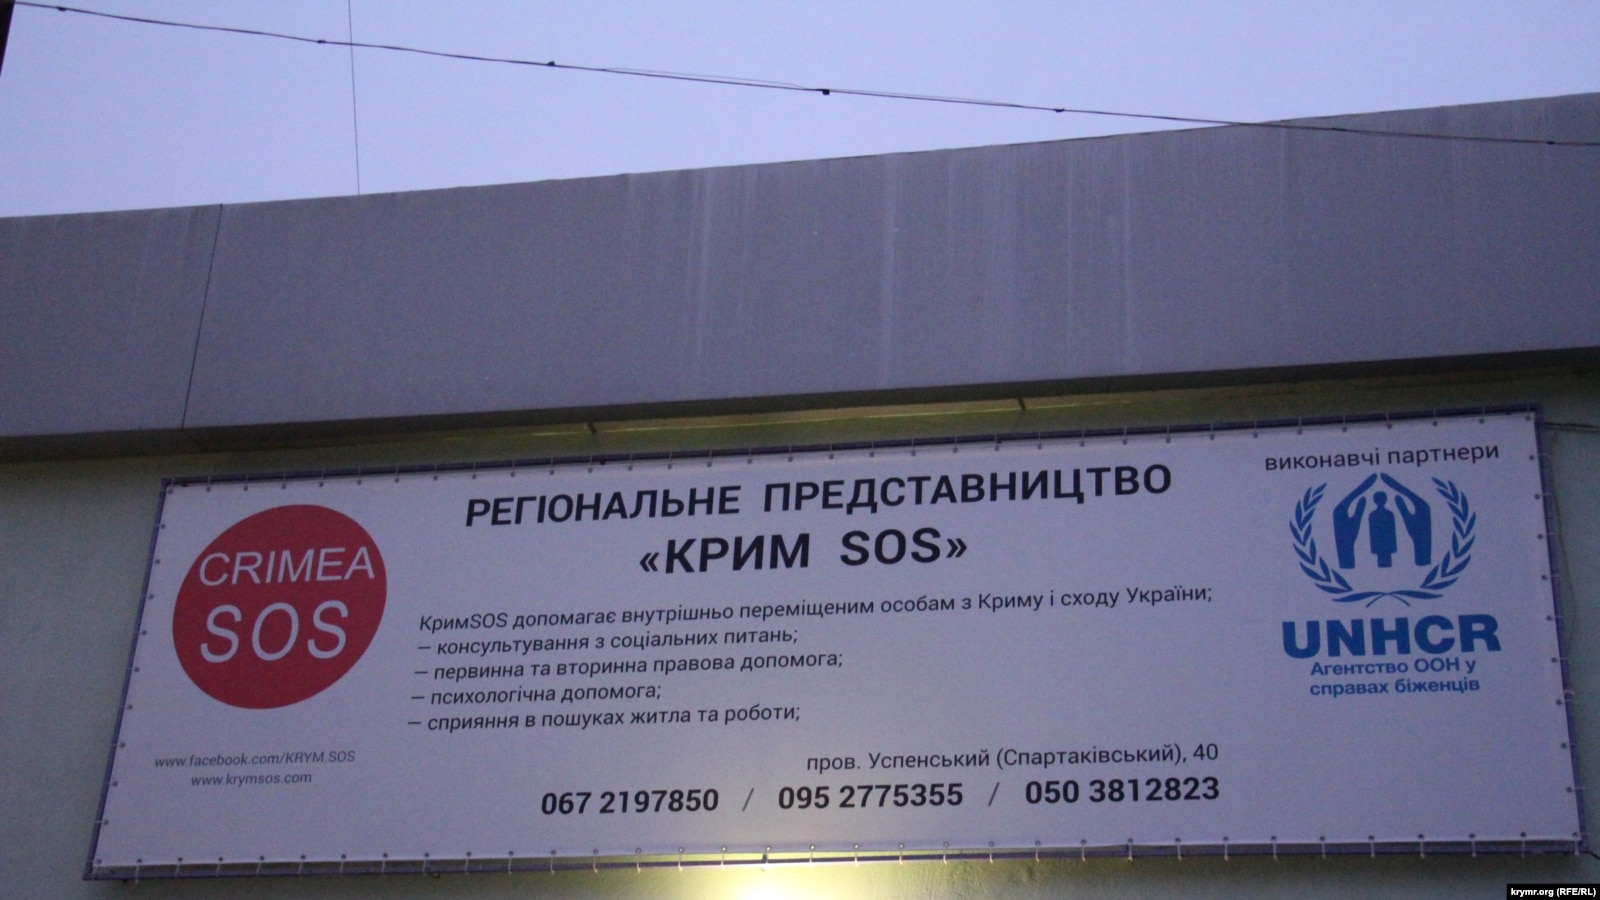 РЕГІОНАЛЬНЕ ПРЕДСТАВНИЦТВО
«КРИМ SOS»
CRIMEA
SOS
КримSOS допомагає внутрішньо переміщеним особам з Криму і сходу України;
– консультування з соціальних питань;
– первинна та вторинна правова допомога;
– психологічна допомога;
– сприяння в пошуках житла та роботи;
виконавчі партнери
UNHCR
Агентство ООН у
справах біженців
www.facebook.com/KRYM.SOS
www.krymsos.com
пров. Успенський (Спартаківський), 40
067 2197850 / 095 2775355 / 050 3812823
krymr.org (RFE/RL)